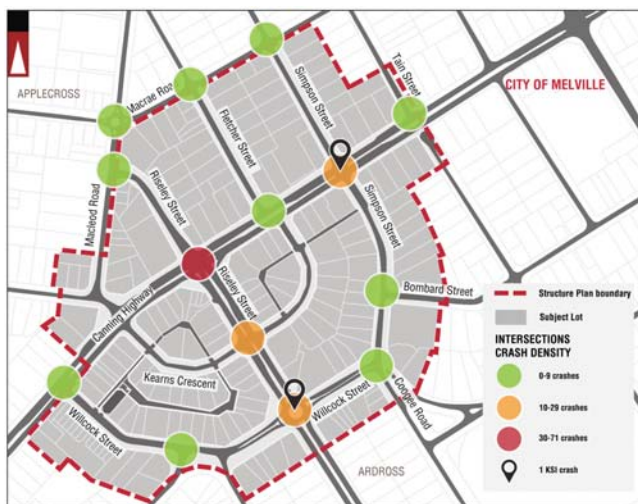 Tain Street
CITY OF MELVILLE
APPLECROSS
Macrae Road
Simpson Street
Fletcher Street
Riseley Street
Macleod Road
Simpson Street
Riseley Street
Canning Highway
Bombard Street
Kearns Crescent
Willcock Street
Willcock Street
Coogee Road
ARDROSS
Structure Plan boundary
Subject Lot
INTERSECTIONS
CRASH DENSITY
0-9 crashes
10-29 crashes
30-71 crashes
1 KSI crash